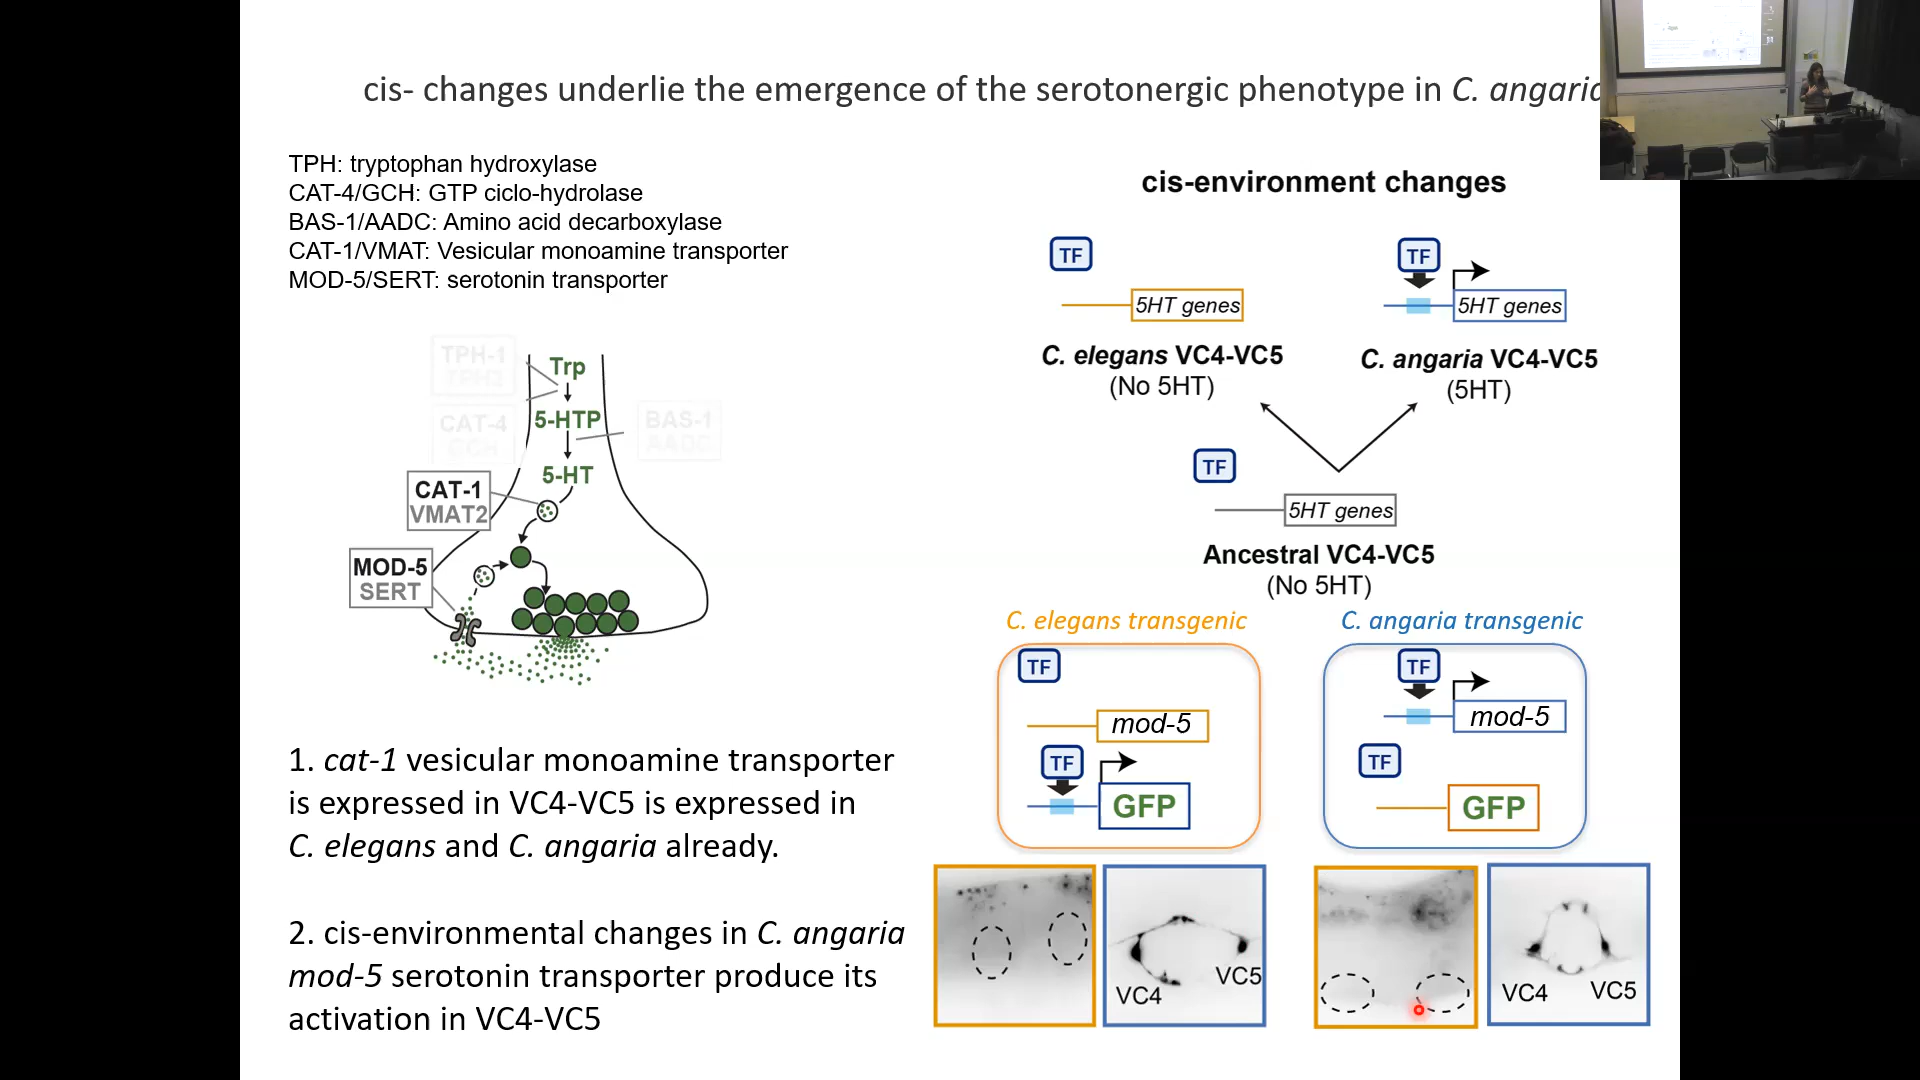 cis- changes underlie the emergence of the serotonergic phenotype in C. angaria
TPH: tryptophan hydroxylase
CAT-4/GCH: GTP ciclo-hydrolase
BAS-1/AADC: Amino acid decarboxylase
CAT-1/VMAT: Vesicular monoamine transporter
MOD-5/SERT: serotonin transporter
TPH-1
TPH2
CAT-4
GCH
BAS-1
AADC
Trp
5-HTP
5-HT
CAT-1
VMAT2
MOD-5
SERT
1. cat-1 vesicular monoamine transporter
is expressed in VC4-VC5 is expressed in
C. elegans and C. angaria already.
2. cis-environmental changes in C. angaria
mod-5 serotonin transporter produce its
activation in VC4-VC5
cis-environment changes
TF
5HT genes
C. elegans VC4-VC5
(No 5HT)
TF
5HT genes
C. angaria VC4-VC5
(5HT)
TF
5HT genes
Ancestral VC4-VC5
(No 5HT)
C. elegans transgenic
TF
mod-5
TF
GFP
VC4
VC5
C. angaria transgenic
TF
mod-5
TF
GFP
VC4
VC5